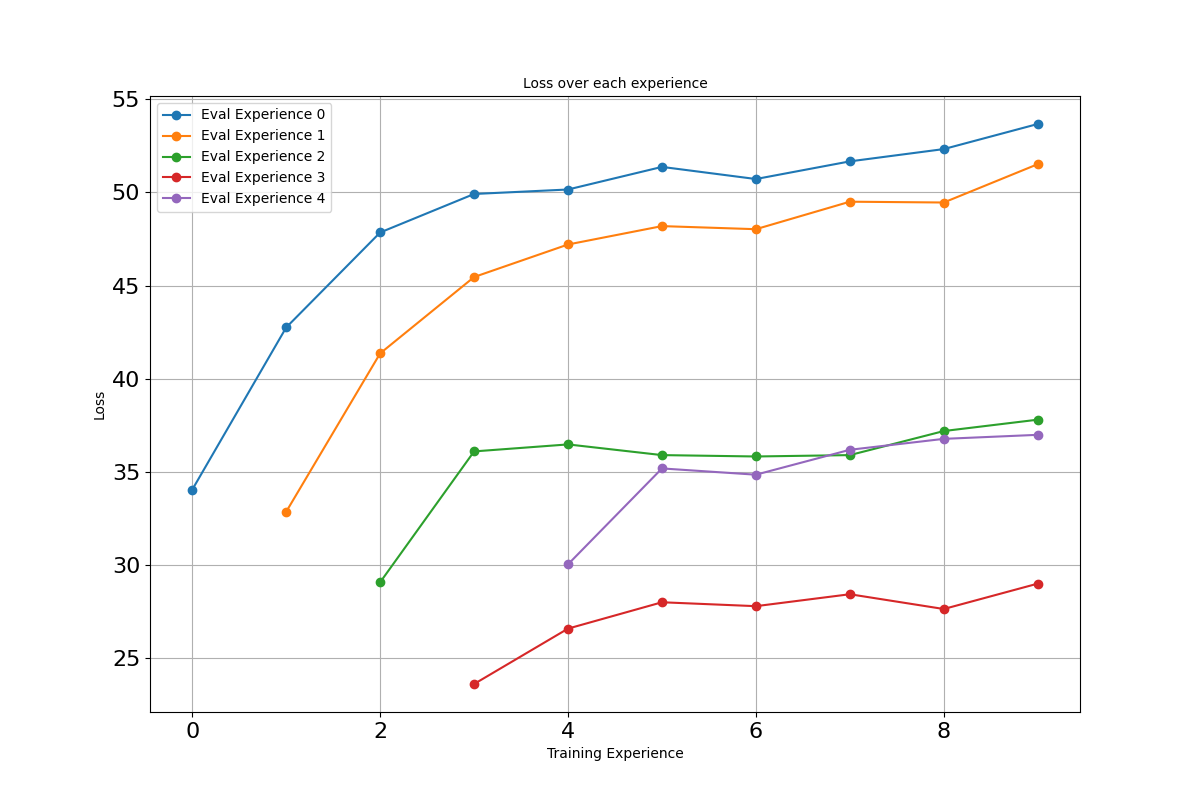 Loss over each experience
55
50
45
40
35
30
25
Loss
Eval Experience 0
Eval Experience 1
Eval Experience 2
Eval Experience 3
Eval Experience 4
0 2 4 6 8
Training Experience